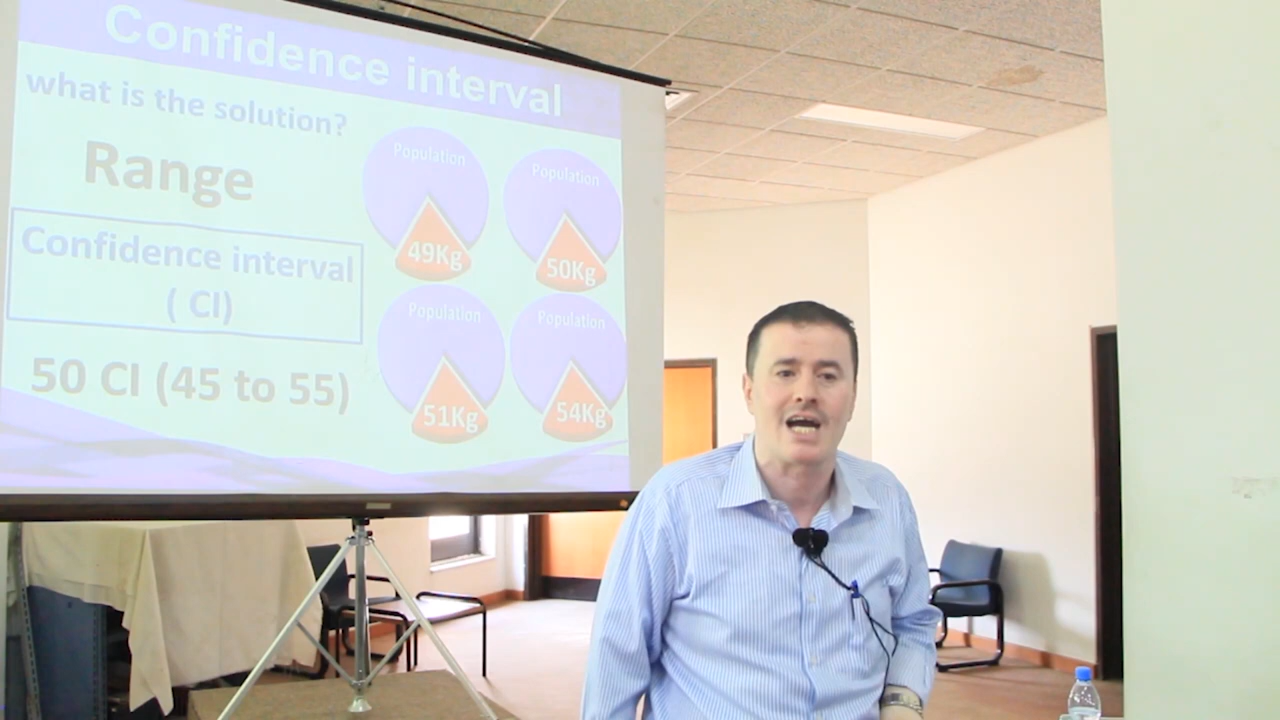 Confidence interval
what is the solution?
Range
Confidence interval
( CI)
50 CI (45 to 55)
Population
49Kg
Population
50Kg
Population
51Kg
Population
54Kg